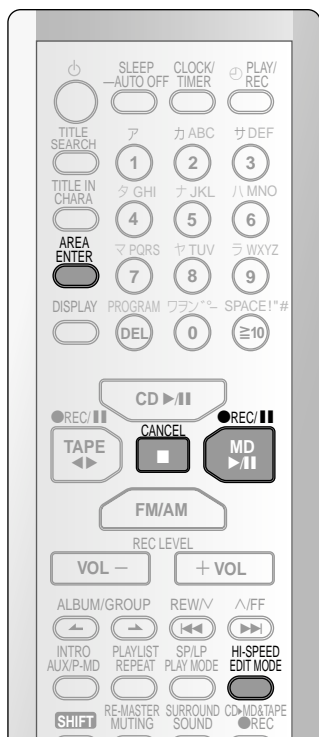 SLEEP CLOCK/ PLAY/
—AUTO OFF TIMER REC
TITLE SEARCH ア カ ABC サ DEF
1 2 3
TITLE IN CHARA タ GHI ナ JKL ハ MNO
4 5 6
AREA ENTER マ PQRS ヤ TUV ラ WXYZ
7 8 9
DISPLAY PROGRAM ワヲン゛゜− SPACE!"#
DEL 0 ≧10
CD ▶/II
●REC/II CANCEL ●REC/II
TAPE ◀▶ ■ MD ▶/II
FM/AM
REC LEVEL
VOL − + VOL
ALBUM/GROUP REW/∨ ∧/FF
INTRO PLAYLIST SP/LP HI-SPEED
AUX/P-MD REPEAT PLAY MODE EDIT MODE
RE-MASTER SURROUND CD▶MD&TAPE
SHIFT MUTING SOUND ●REC